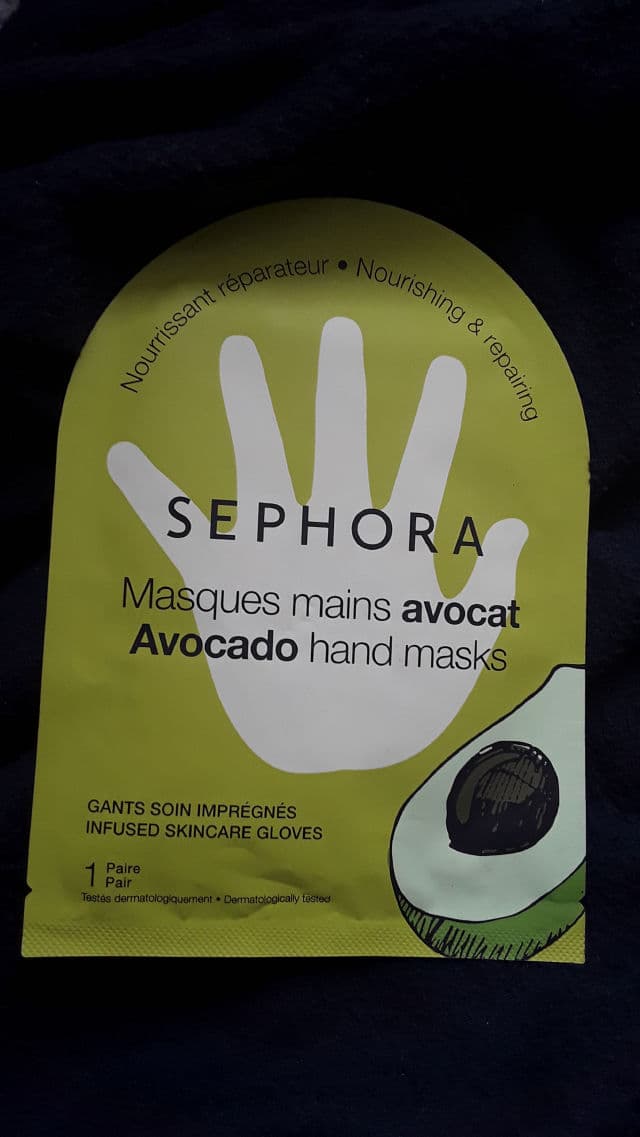 Nourrissant réparateur • Nourishing & repairing
SEPHORA
Masques mains avocat
Avocado hand masks
GANTS SOIN IMPRÉGNÉS
INFUSED SKINCARE GLOVES
1 Paire
Pair
Testés dermatologiquement • Dermatologically tested